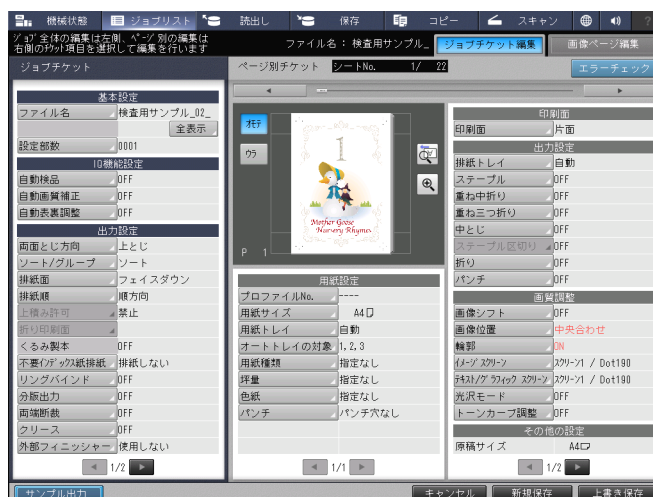 機械状態 ジョブリスト 読出し 保存 コピー スキャン
ジョブ全体の編集は左側、ページ別の編集は
右側のチケット項目を選択して編集を行います
ファイル名 : 検査用サンプル_
ジョブチケット編集 画像ページ編集
ジョブチケット
ページ別チケット シートNo. 1/ 22
エラーチェック
基本設定
ファイル名 検査用サンプル_02_
全表示
設定部数 0001
IQ機能設定
自動検品 OFF
自動画質補正 OFF
自動表裏調整 OFF
出力設定
両面とじ方向 上とじ
ソート/グループ ソート
排紙面 フェイスダウン
排紙順 順方向
上積み許可 禁止
折り印刷面
くるみ製本 OFF
不要インデックス紙排紙 排紙しない
リングバインド OFF
分版出力 OFF
両端断裁 OFF
クリース OFF
外部フィニッシャー 使用しない
1/2
オモテ
ウラ
1
Mother Goose
Nursery Rhymes
P 1
用紙設定
プロファイルNo. ----
用紙サイズ A4
用紙トレイ 自動
オートトレイの対象 1,2,3
用紙種類 指定なし
坪量 指定なし
色紙 指定なし
パンチ パンチ穴なし
1/1
印刷面
印刷面 片面
出力設定
排紙トレイ 自動
ステープル OFF
重ね中折り OFF
重ね三つ折り OFF
中とじ OFF
ステープル区切り OFF
折り OFF
パンチ OFF
画質調整
画像シフト OFF
画像位置 中央合わせ
輪郭 ON
イメージ スクリーン スクリーン1 / Dot190
テキスト/グラフィック スクリーン スクリーン1 / Dot190
光沢モード OFF
トーンカーブ調整 OFF
その他の設定
原稿サイズ A4
1/2
サンプル出力 キャンセル 新規保存 上書き保存